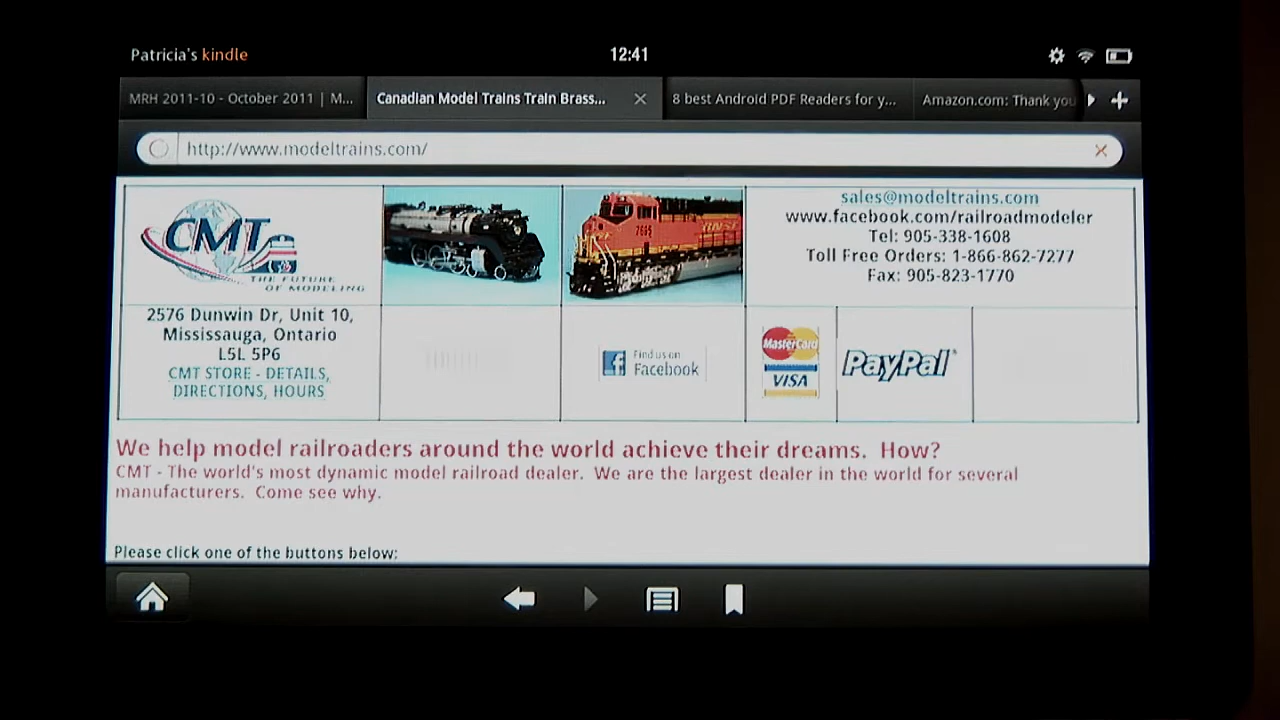 Patricia's kindle
12:41
MRH 2011-10 - October 2011 | M...
Canadian Model Trains Train Brass...
8 best Android PDF Readers for y...
Amazon.com: Thank you
http://www.modeltrains.com/
CMT
THE FUTURE
OF MODELING
7695
BNSF
sales@modeltrains.com
www.facebook.com/railroadmodeler
Tel: 905-338-1608
Toll Free Orders: 1-866-862-7277
Fax: 905-823-1770
2576 Dunwin Dr, Unit 10,
Mississauga, Ontario
L5L 5P6
CMT STORE - DETAILS,
DIRECTIONS, HOURS
Find us on
Facebook
MasterCard
VISA
PayPal
We help model railroaders around the world achieve their dreams.  How?
CMT - The world's most dynamic model railroad dealer.  We are the largest dealer in the world for several
manufacturers.  Come see why.
Please click one of the buttons below: